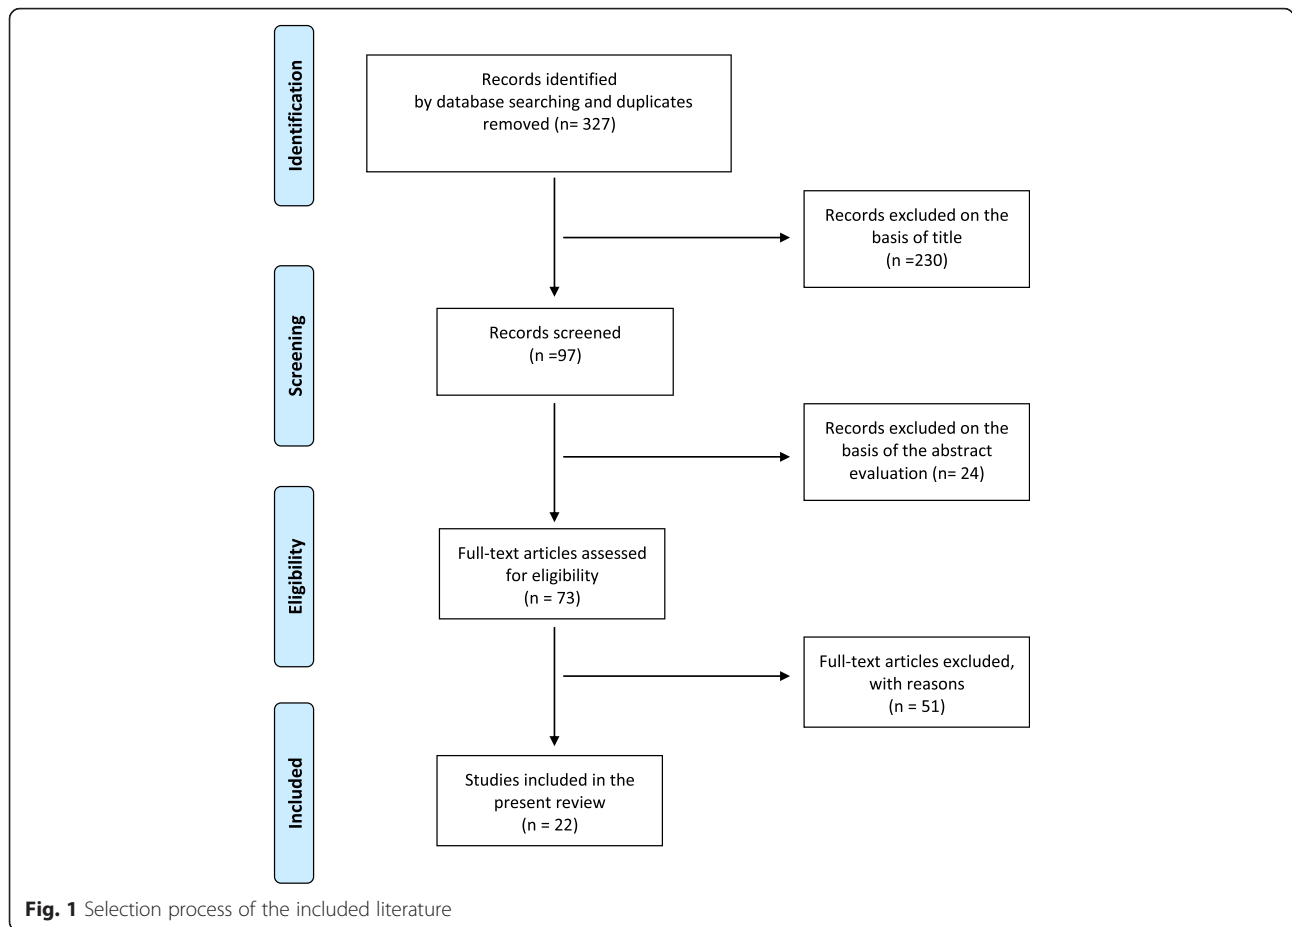 Identification
Records identified
by database searching and duplicates
removed (n= 327)
Records excluded on the
basis of title
(n =230)
Screening
Records screened
(n =97)
Records excluded on the
basis of the abstract
evaluation (n= 24)
Eligibility
Full-text articles assessed
for eligibility
(n = 73)
Full-text articles excluded,
with reasons
(n = 51)
Included
Studies included in the
present review
(n = 22)
Fig. 1 Selection process of the included literature